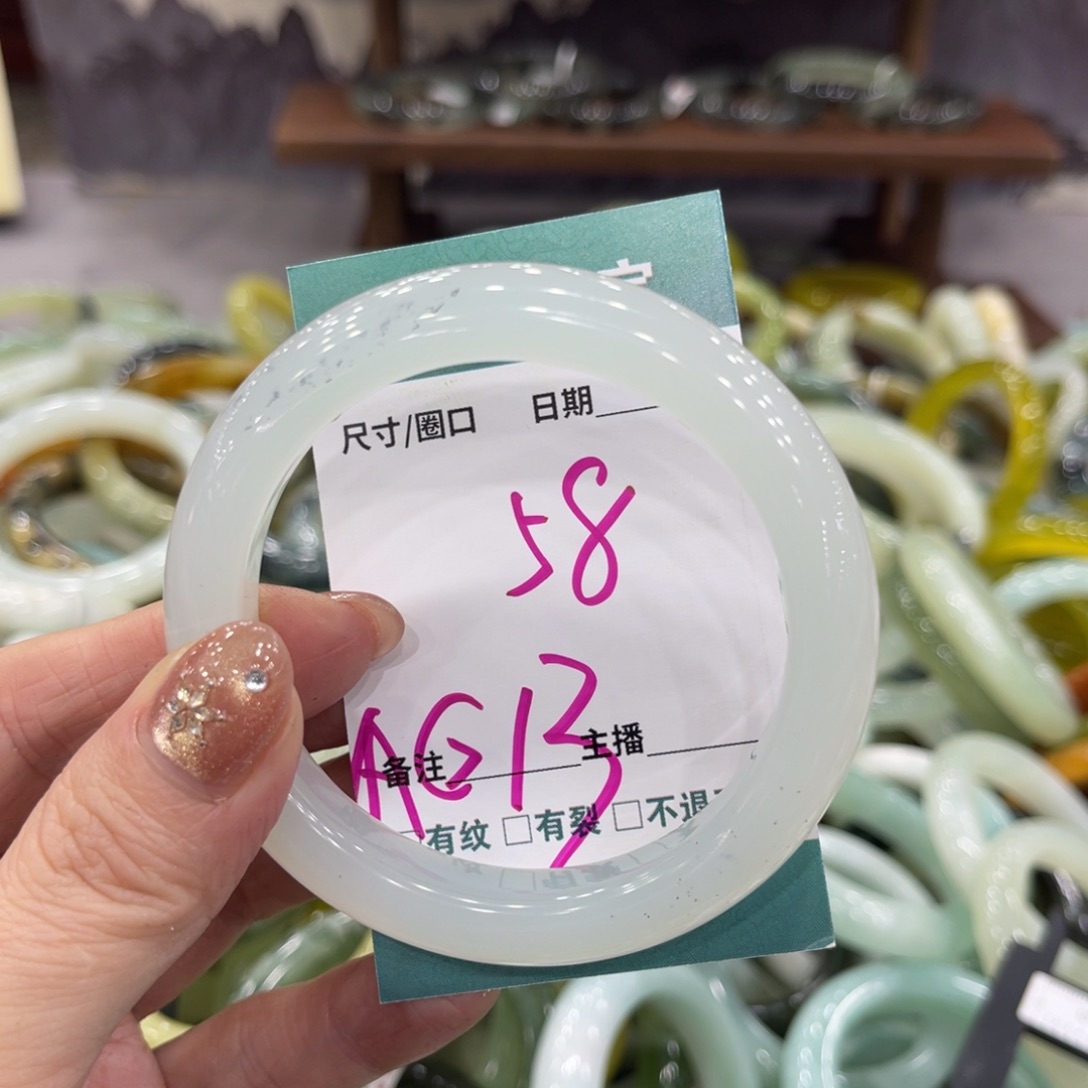 尺寸/圈口 日期
58
AG13
备注 主播
有纹 □有裂 □不退